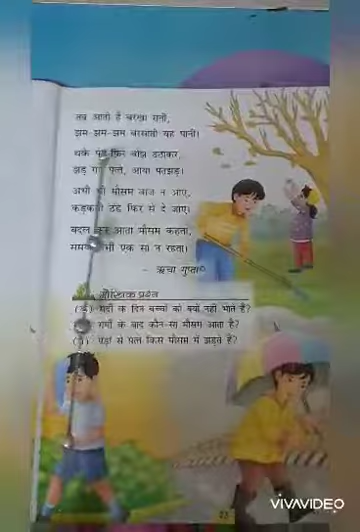 तब आती है बरखा रानी,
झम-झम-झम बरसाती यह पानी।
थके पेड़ फिर बोझ उठाकर,
झड़ गए पत्ते, आया पतझड़।
अभी भी मौसम बाज न आए,
कड़कती ठंड फिर से दे जाए।
बदल कर आता मौसम कहता,
समय भी एक सा न रहता।
- ऋचा गुप्ता
मौखिक प्रश्न
(क) गर्मी के दिन बच्चों को क्यों नहीं भाते हैं?
गर्मी के बाद कौन-सा मौसम आता है?
(ग) पेड़ों से पत्ते किस मौसम में झड़ते हैं?
VIVAVIDEO